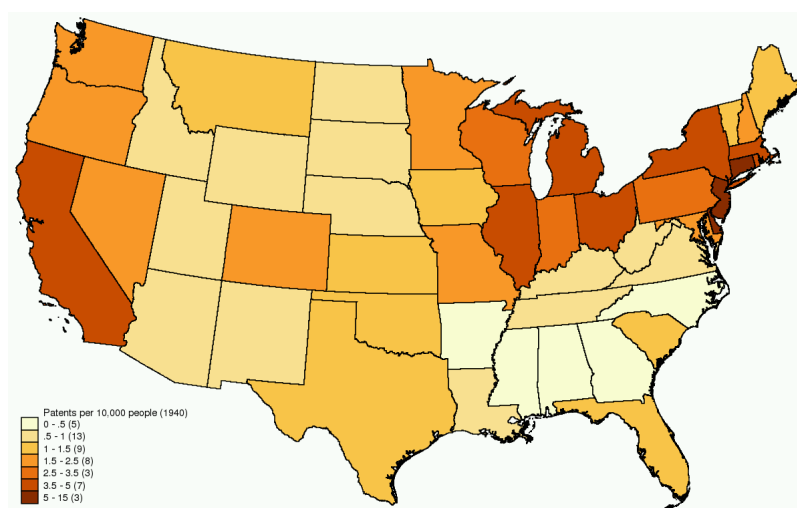 Patents per 10,000 people (1940)
0 - .5 (5)
.5 - 1 (13)
1 - 1.5 (9)
1.5 - 2.5 (8)
2.5 - 3.5 (3)
3.5 - 5 (7)
5 - 15 (3)